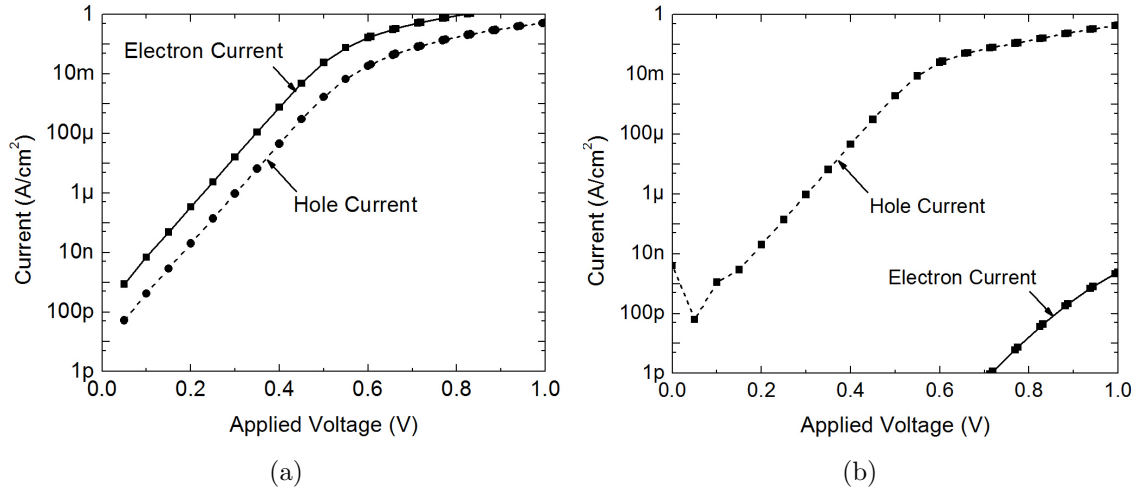 1
10m
100µ
1µ
10n
100p
1p
Current (A/cm²)
Electron Current
Hole Current
0.0 0.2 0.4 0.6 0.8 1.0
Applied Voltage (V)
(a)
1
10m
100µ
1µ
10n
100p
1p
Current (A/cm²)
Hole Current
Electron Current
0.0 0.2 0.4 0.6 0.8 1.0
Applied Voltage (V)
(b)